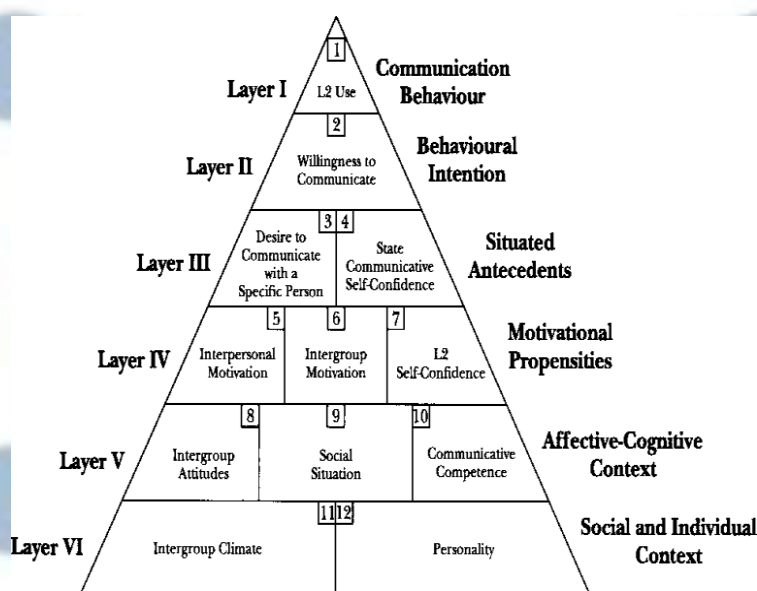 1
Layer I
L2 Use
Communication
Behaviour
2
Layer II
Willingness to
Communicate
Behavioural
Intention
3 4
Layer III
Desire to
Communicate
with a
Specific Person
State
Communicative
Self-Confidence
Situated
Antecedents
5 6 7
Layer IV
Interpersonal
Motivation
Intergroup
Motivation
L2
Self-Confidence
Motivational
Propensities
8 9 10
Layer V
Intergroup
Attitudes
Social
Situation
Communicative
Competence
Affective-Cognitive
Context
11 12
Layer VI
Intergroup Climate
Personality
Social and Individual
Context